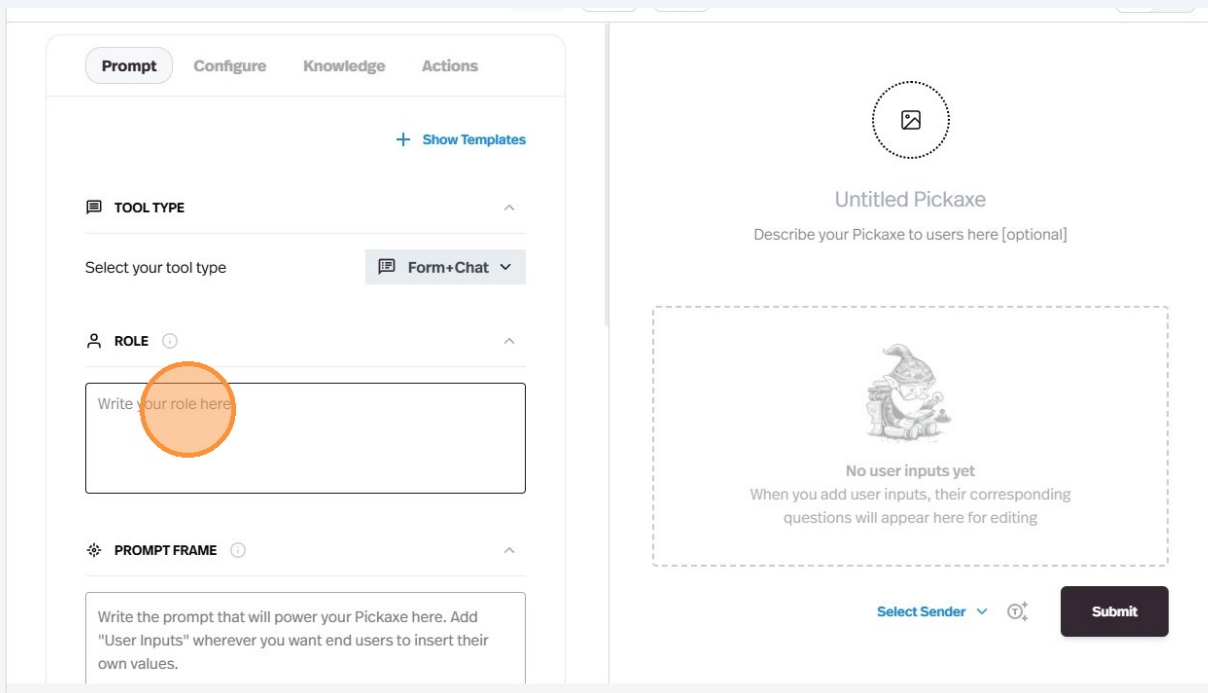 Prompt Configure Knowledge Actions
Show Templates
TOOL TYPE
Select your tool type
Form+Chat
ROLE
Write your role here
PROMPT FRAME
Write the prompt that will power your Pickaxe here. Add
"User Inputs" wherever you want end users to insert their
own values.
Untitled Pickaxe
Describe your Pickaxe to users here [optional]
No user inputs yet
When you add user inputs, their corresponding
questions will appear here for editing
Select Sender
Submit